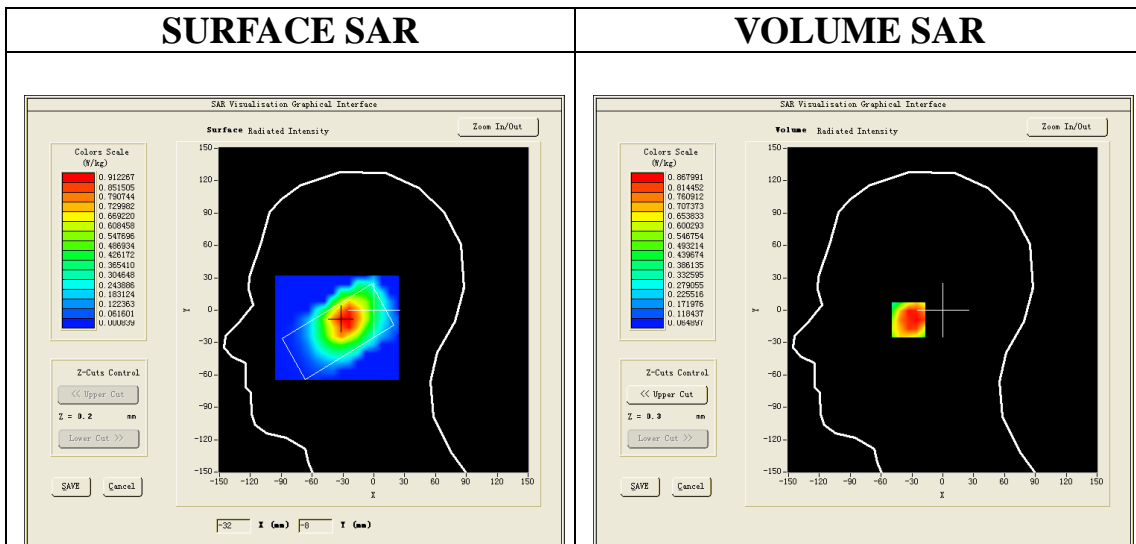 SURFACE SAR
VOLUME SAR
SAR Visualisation Graphical Interface
Surface Radiated Intensity
Zoom In/Out
Colors Scale
(W/kg)
0.912267
0.851505
0.790744
0.729982
0.669220
0.608458
0.547696
0.486934
0.426172
0.365410
0.304648
0.243886
0.183124
0.122363
0.061601
0.000839
150
120
90
60
30
0
-30
-60
-90
-120
-150
Y
-150 -120 -90 -60 -30 0 30 60 90 120 150
X
Z-Cuts Control
<< Upper Cut
Z = 0.2 mm
Lower Cut >>
SAVE Cancel
-32 X (mm) -8 Y (mm)
SAR Visualisation Graphical Interface
Volume Radiated Intensity
Zoom In/Out
Colors Scale
(W/kg)
0.867991
0.814452
0.760912
0.707373
0.653833
0.600293
0.546754
0.493214
0.439674
0.386135
0.332595
0.279055
0.225516
0.171976
0.118437
0.064897
150
120
90
60
30
0
-30
-60
-90
-120
-150
Y
-150 -120 -90 -60 -30 0 30 60 90 120 150
X
Z-Cuts Control
<< Upper Cut
Z = 0.3 mm
Lower Cut >>
SAVE Cancel